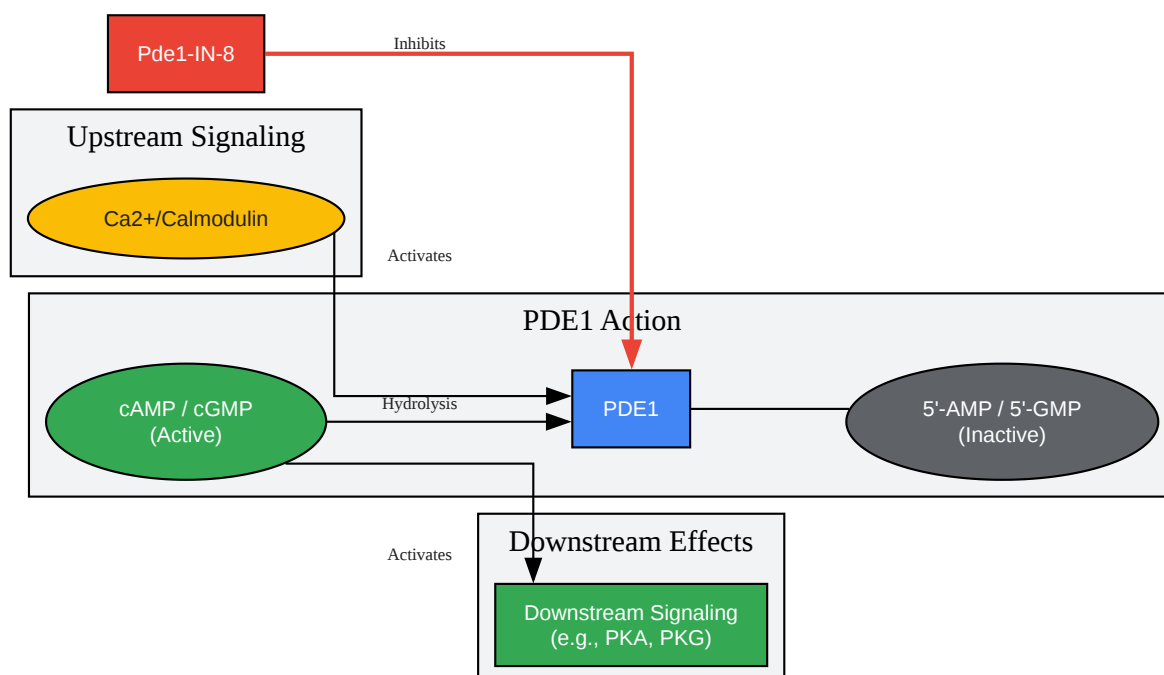 Pde1-IN-8
Inhibits
Upstream Signaling
Ca2+/Calmodulin
Activates
PDE1 Action
cAMP / cGMP
(Active)
Hydrolysis
PDE1
5'-AMP / 5'-GMP
(Inactive)
Activates
Downstream Effects
Downstream Signaling
(e.g., PKA, PKG)